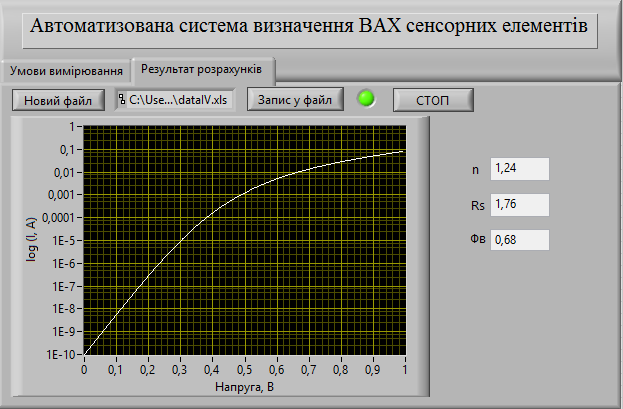 Автоматизована система визначення ВАХ сенсорних елементів
Умови вимірювання
Результат розрахунків
Новий файл
C:\Use...\dataIV.xls
Запис у файл
СТОП
log (I, A)
1
0,1
0,01
0,001
0,0001
1E-5
1E-6
1E-7
1E-8
1E-9
1E-10
0 0,1 0,2 0,3 0,4 0,5 0,6 0,7 0,8 0,9 1
Напруга, В
n 1,24
Rs 1,76
Фв 0,68